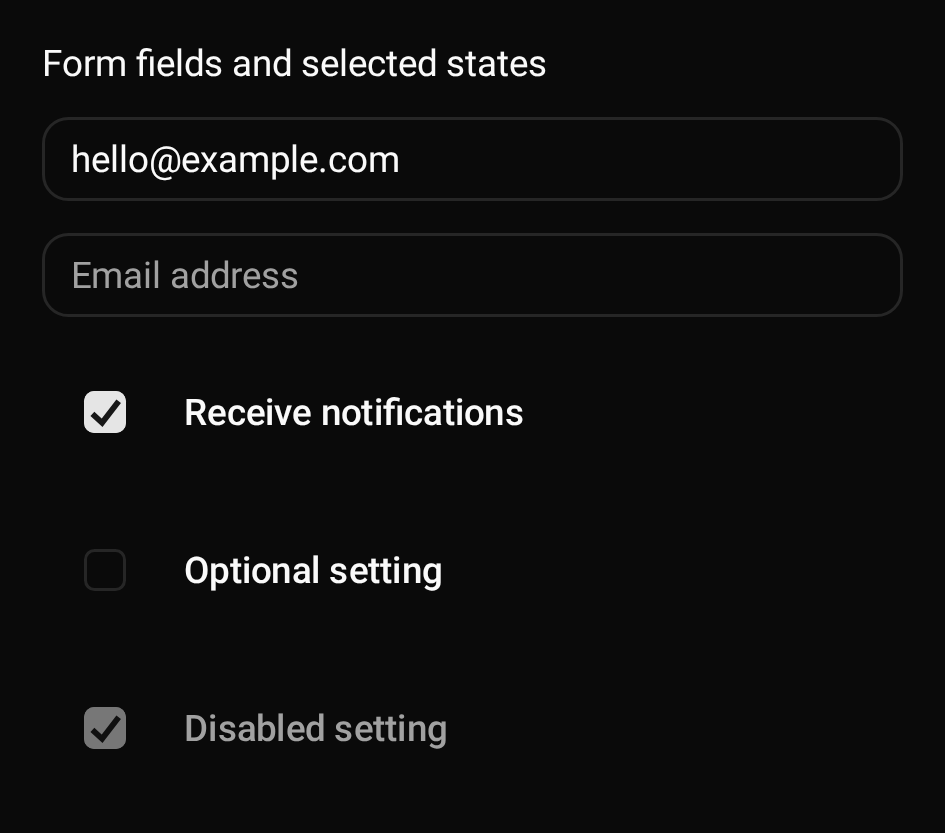 Form fields and selected states
hello@example.com
Email address
Receive notifications
Optional setting
Disabled setting